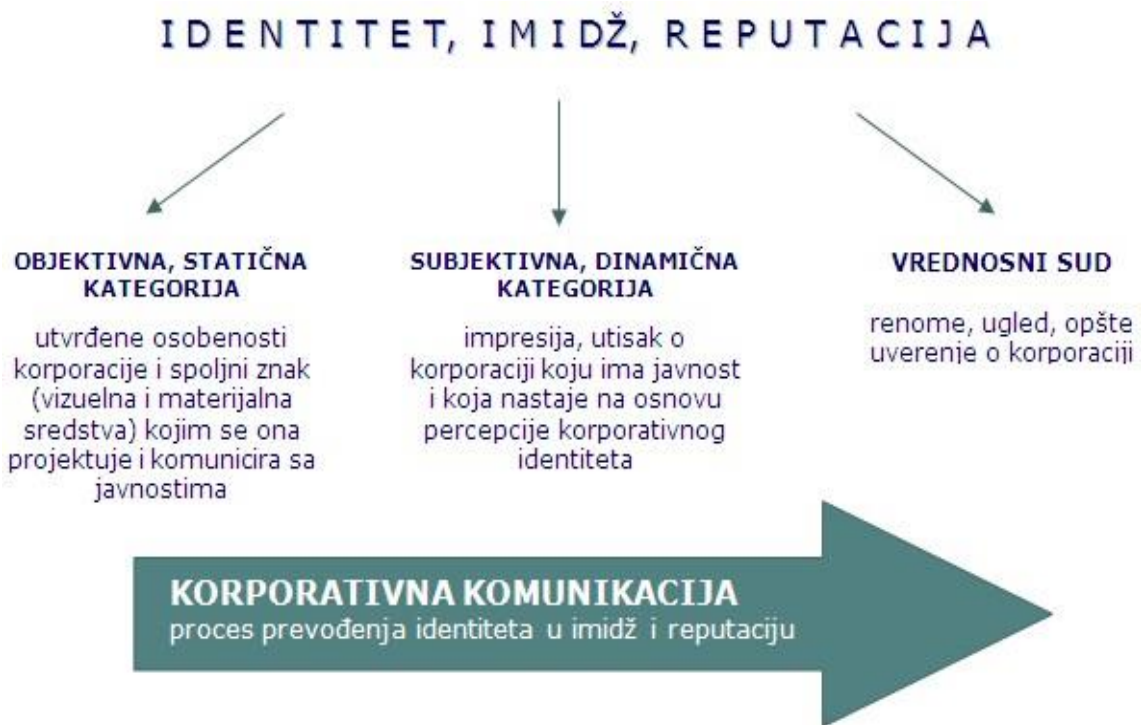 IDENTITET, IMIDŽ, REPUTACIJA
OBJEKTIVNA, STATIČNA
KATEGORIJA
utvrđene osobenosti
korporacije i spoljni znak
(vizuelna i materijalna
sredstva) kojim se ona
projektuje i komunicira sa
javnostima
SUBJEKTIVNA, DINAMIČNA
KATEGORIJA
impresija, utisak o
korporaciji koju ima javnost
i koja nastaje na osnovu
percepcije korporativnog
identiteta
VREDNOSNI SUD
renome, ugled, opšte
uverenje o korporaciji
KORPORATIVNA KOMUNIKACIJA
proces prevođenja identiteta u imidž i reputaciju